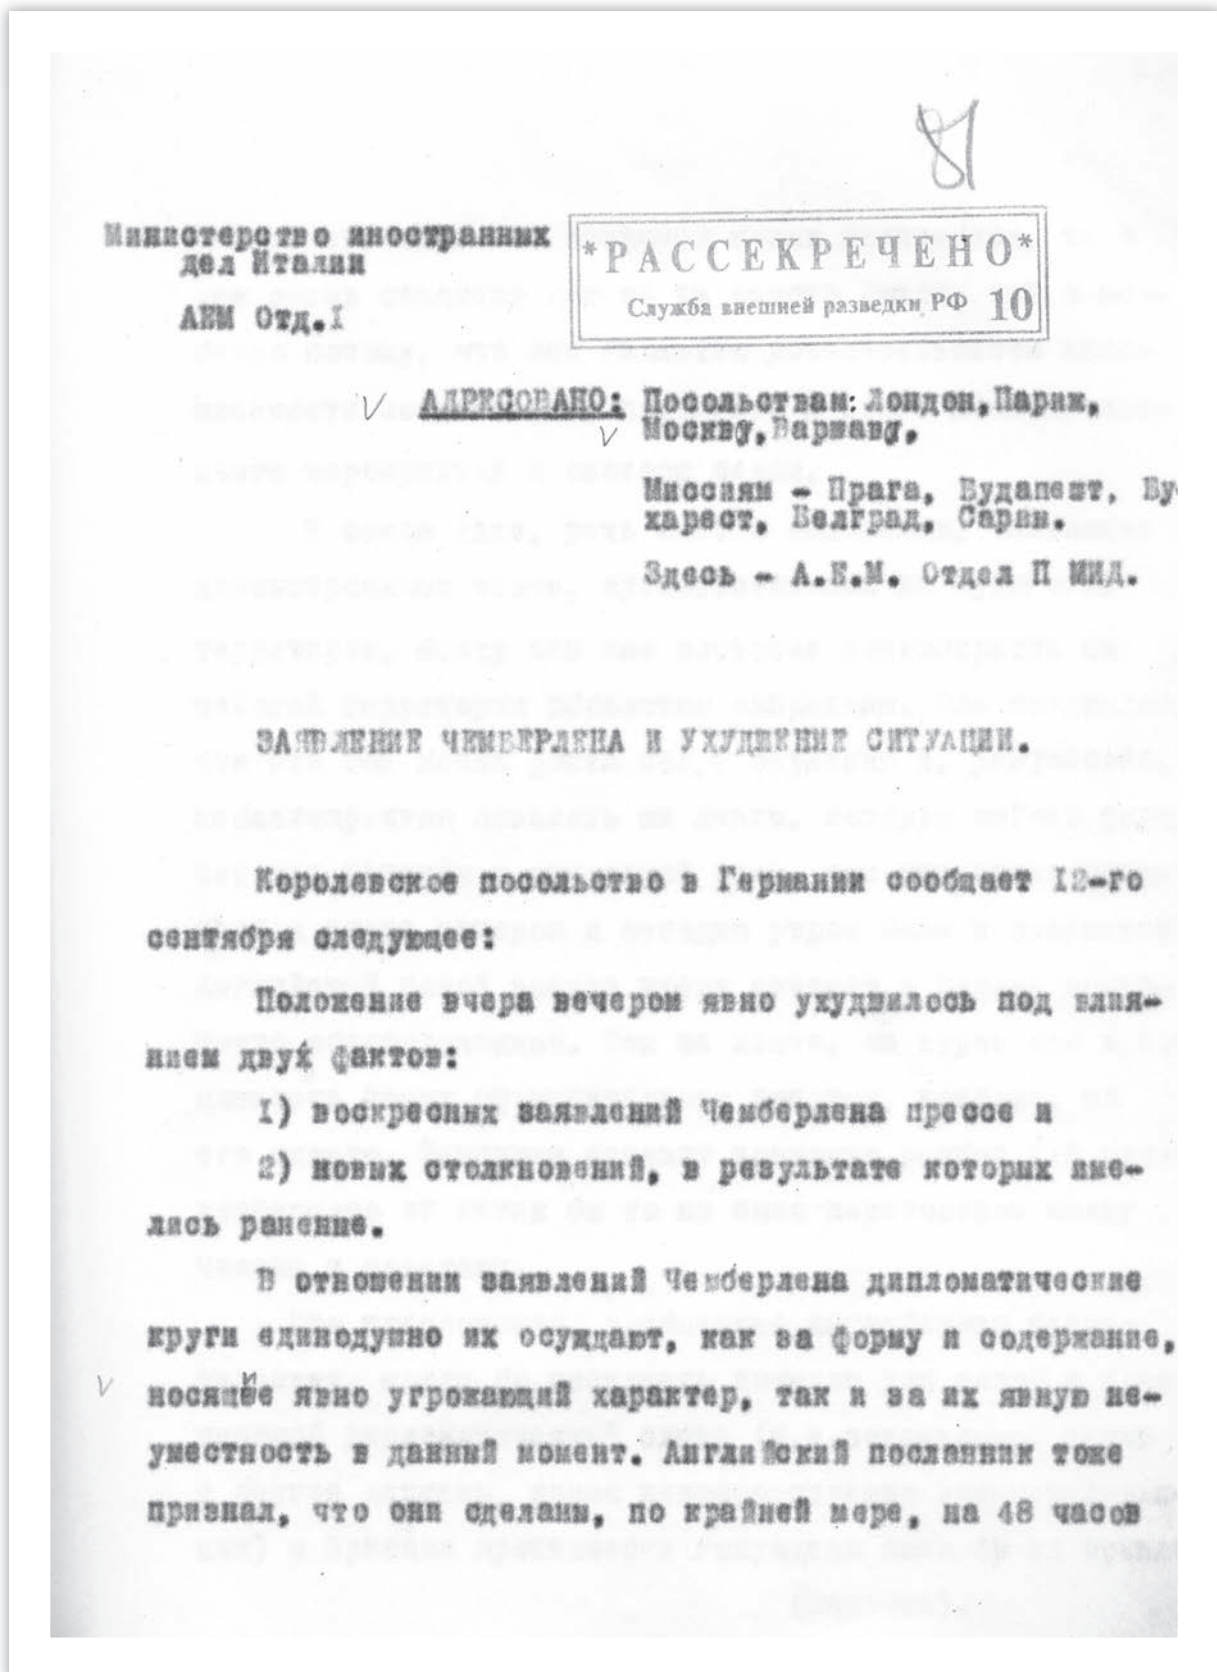 81
Министерство иностранных
дел Италии
АЕМ Отд.I
*РАССЕКРЕЧЕНО*
Служба внешней разведки РФ 10
АДРЕСОВАНО: Посольствам: Лондон, Париж,
Москву, Варшаву.
Миссиям - Прага, Будапешт, Бу-
харест, Белград,
Здесь - А.Е.М. Отдел П МИД.
ЗАЯВЛЕНИЕ ЧЕМБЕРЛЕНА И УХУДШЕНИЕ СИТУАЦИИ.
Королевское посольство в Германии сообщает 12-го
сентября следующее:
Положение вчера вечером явно ухудшилось под влия-
нием двух фактов:
1) воскресных заявлений Чемберлена прессе и
2) новых столкновений, в результате которых име-
лись ранение.
В отношении заявлений Чемберлена дипломатические
круги единодушно их осуждают, как за форму и содержание,
носящие явно угрожающий характер, так и за их явную не-
уместность в данный момент. Английский посланник тоже
признал, что они сделаны, по крайней мере, на 48 часов